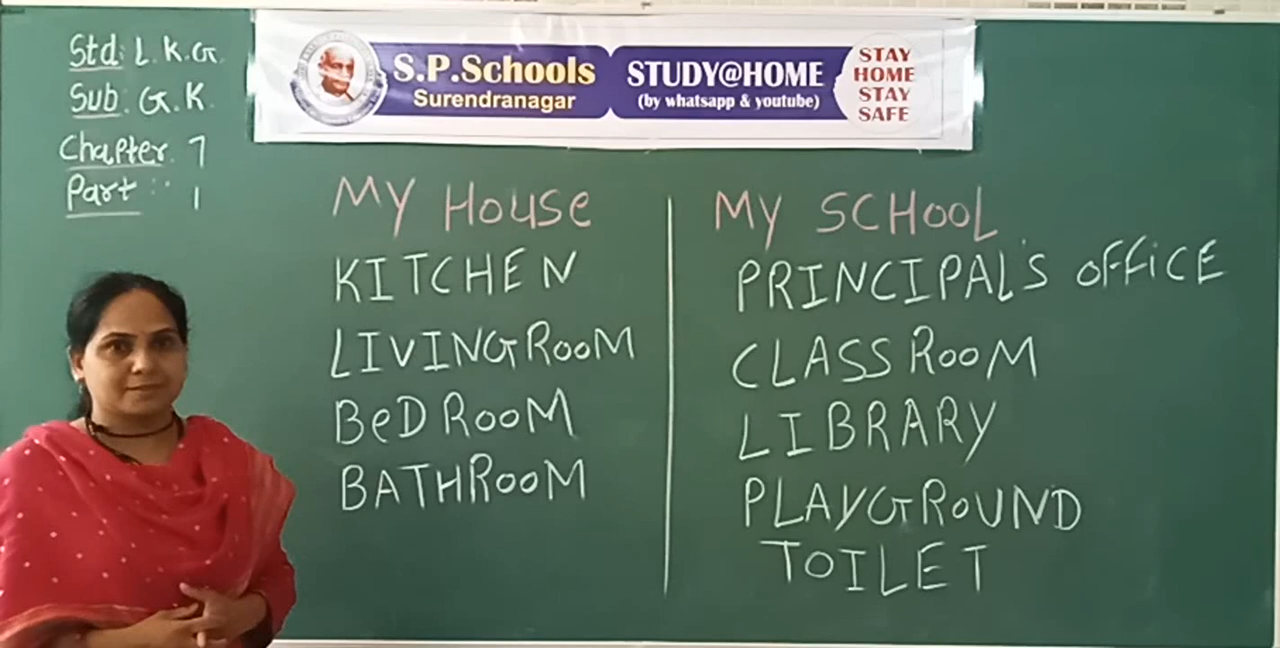 Std: L.K.G.
Sub: G.K.
Chapter. 7
Part : 1
S.P.Schools
Surendranagar
STUDY@HOME
(by whatsapp & youtube)
STAY
HOME
STAY
SAFE
MY HOUSE
KITCHEN
LIVINGROOM
BeDROOM
BATHROOM
MY SCHOOL
PRINCIPAL'S OFFiCE
CLASSROOM
LIBRARY
PLAYGROUND
TOILET